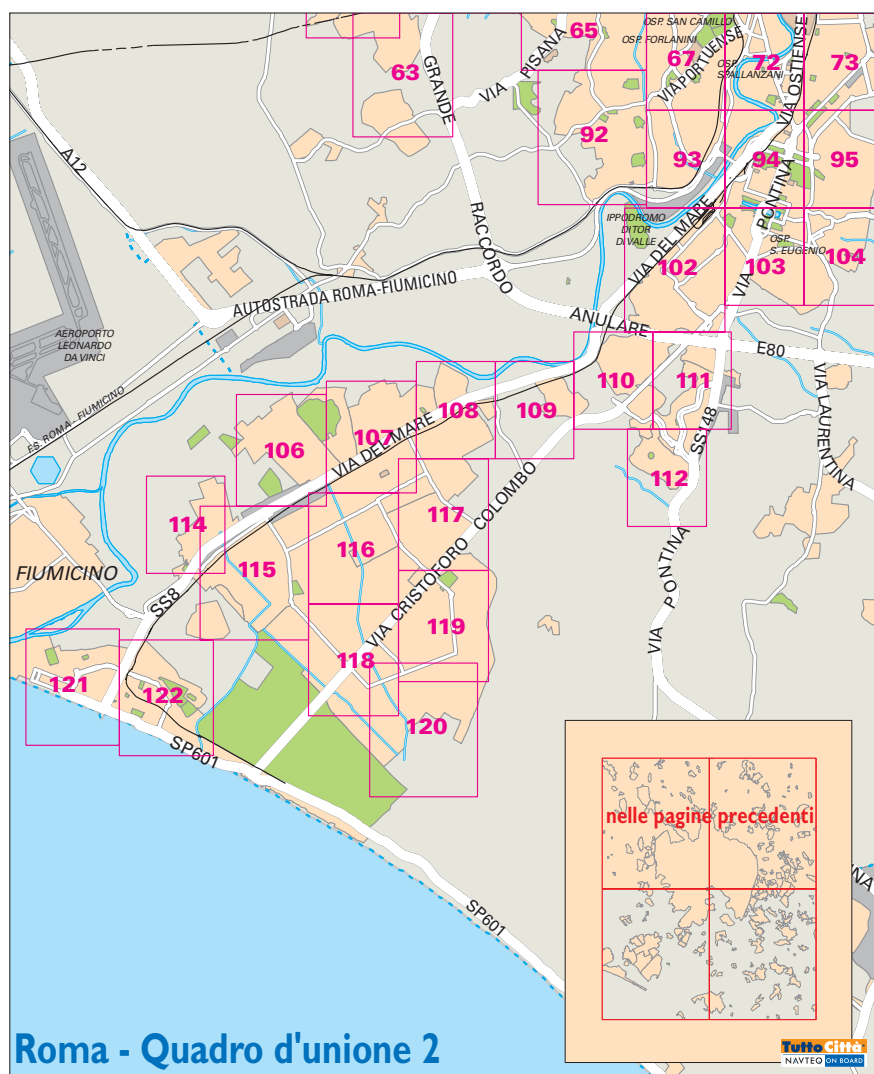 OSP. SAN CAMILLO
65
OSP. FORLANINI
67
72
73
63
GRANDE
VIA PISANA
VIA PORTUENSE
OSP.
SPALLANZANI
VIA OSTIENSE
A12
92
93
94
95
RACCORDO
IPPODROMO
DI TOR
DI VALLE
VIA DEL MARE
VIA PONTINA
OSP.
S. EUGENIO
102
103
104
AUTOSTRADA ROMA-FIUMICINO
ANULARE
E80
AEROPORTO
LEONARDO
DA VINCI
F.S. ROMA - FIUMICINO
VIA LAURENTINA
110
111
108
109
107
106
VIA DEL MARE
SS148
112
117
114
116
115
VIA CRISTOFORO COLOMBO
VIA PONTINA
FIUMICINO
SS8
119
118
121
122
120
SP601
nelle pagine precedenti
SP601
Roma - Quadro d'unione 2
TuttoCittà
NAVTEQ ON BOARD